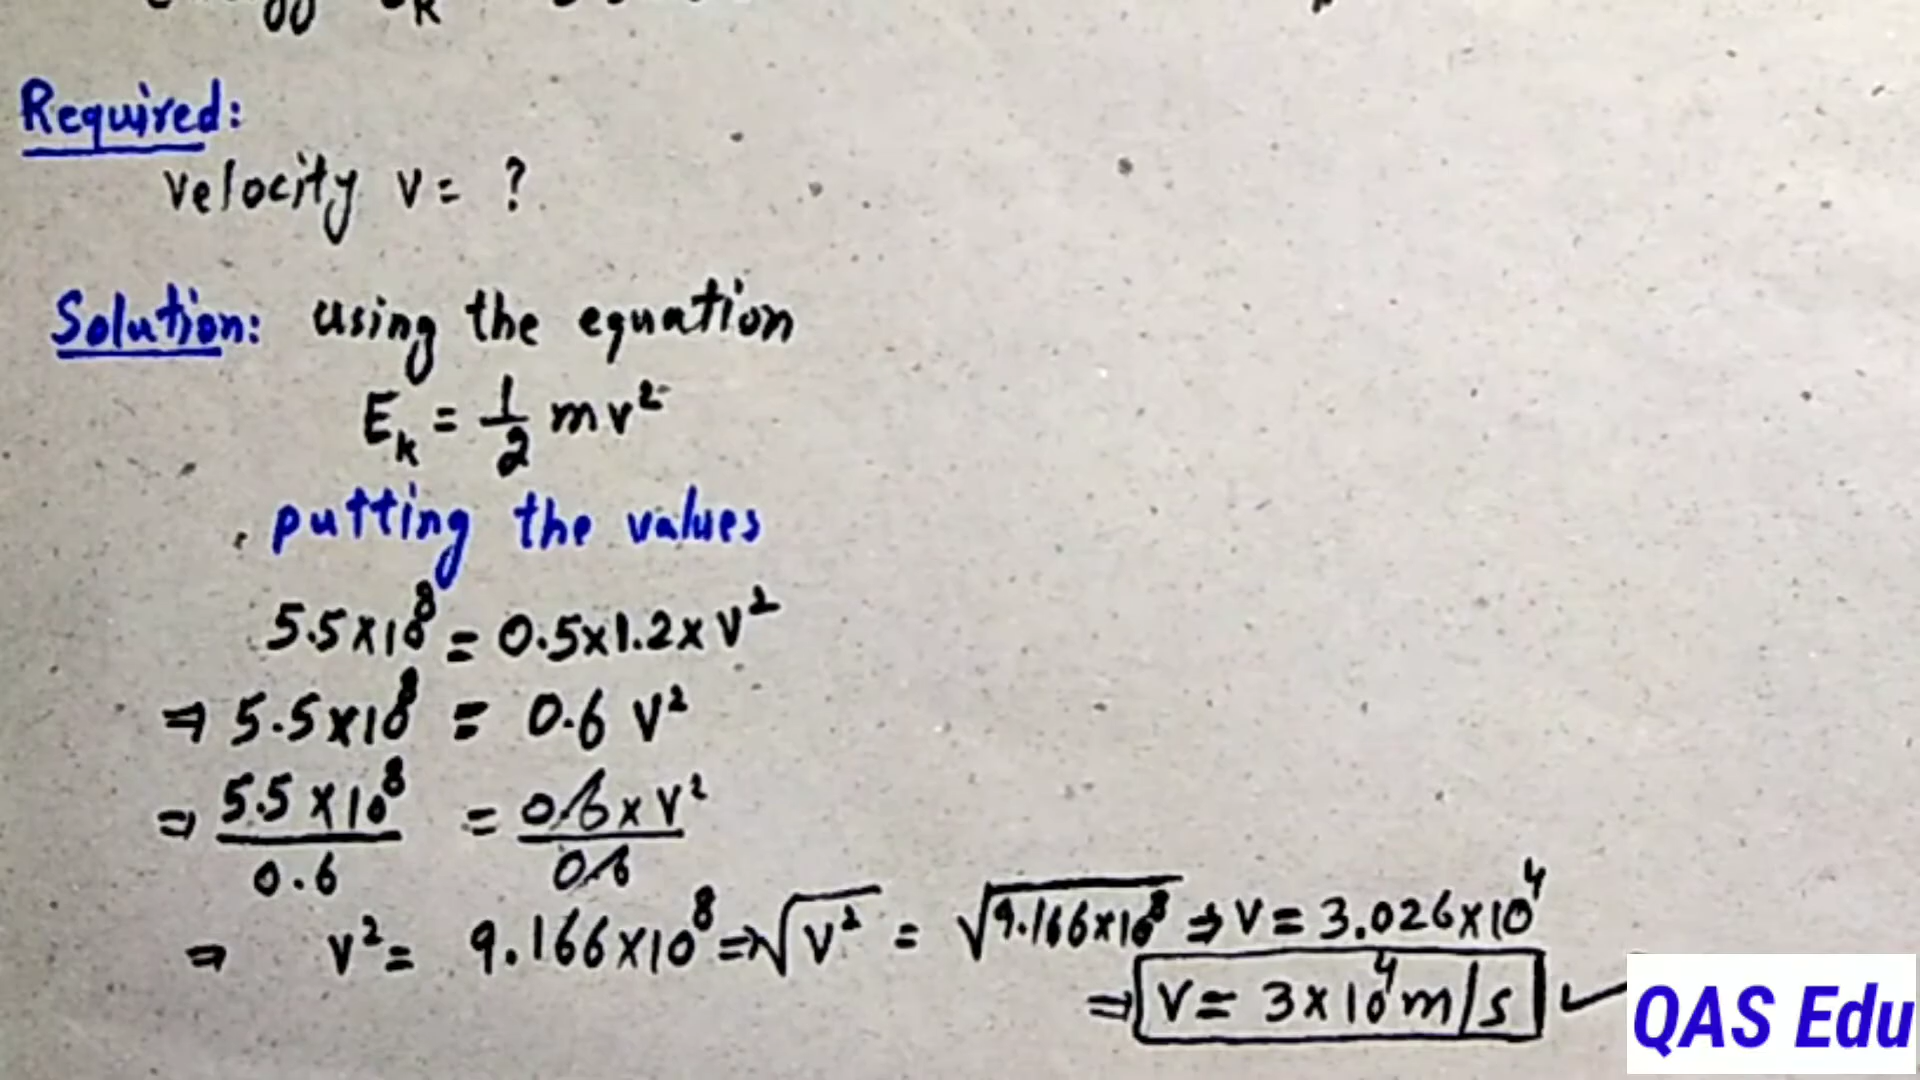 Required:
velocity v = ?
Solution: using the equation
E_k = 1/2 mv²
putting the values
5.5×10⁸ = 0.5×1.2×v²
⇒ 5.5×10⁸ = 0.6 v²
⇒ 5.5×10⁸/0.6 = 0.6×v²/0.6
⇒ v² = 9.166×10⁸ ⇒ √v² = √9.166×10⁸ ⇒ v = 3.026×10⁴
⇒ v = 3×10⁴ m/s ✓
QAS Edu